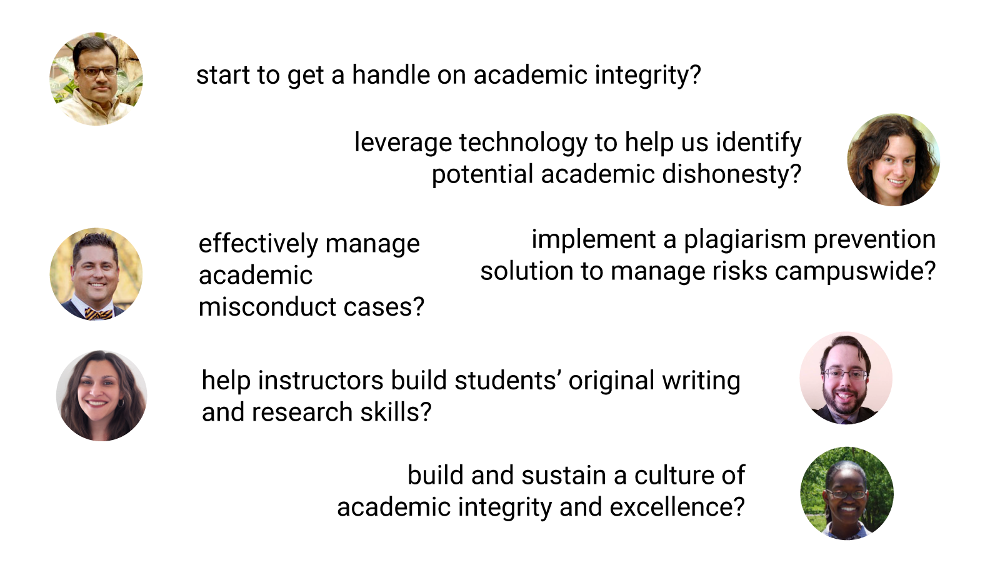 start to get a handle on academic integrity?
leverage technology to help us identify
potential academic dishonesty?
effectively manage
academic
misconduct cases?
implement a plagiarism prevention
solution to manage risks campuswide?
help instructors build students’ original writing
and research skills?
build and sustain a culture of
academic integrity and excellence?